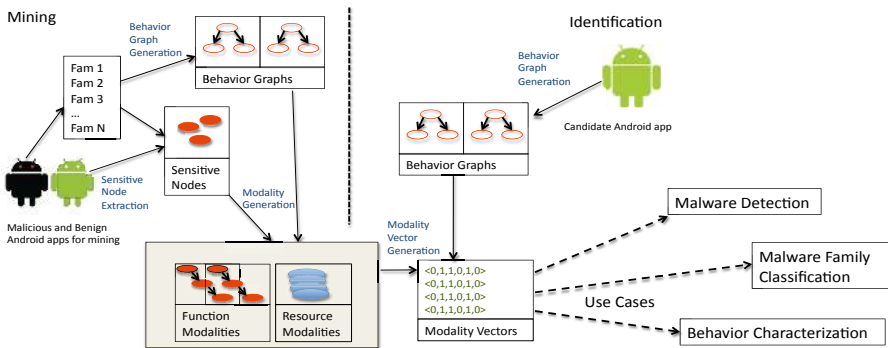 Mining
Identification
Behavior
Graph
Generation
Behavior Graphs
Fam 1
Fam 2
Fam 3
...
Fam N
Sensitive
Nodes
Sensitive
Node
Extraction
Malicious and Benign
Android apps for mining
Modality
Generation
Function
Modalities
Resource
Modalities
Behavior
Graph
Generation
Candidate Android app
Behavior Graphs
Modality
Vector
Generation
<0,1,1,0,1,0>
<0,1,1,0,1,0>
<0,1,1,0,1,0>
<0,1,1,0,1,0>
Modality Vectors
Use Cases
Malware Detection
Malware Family
Classification
Behavior Characterization